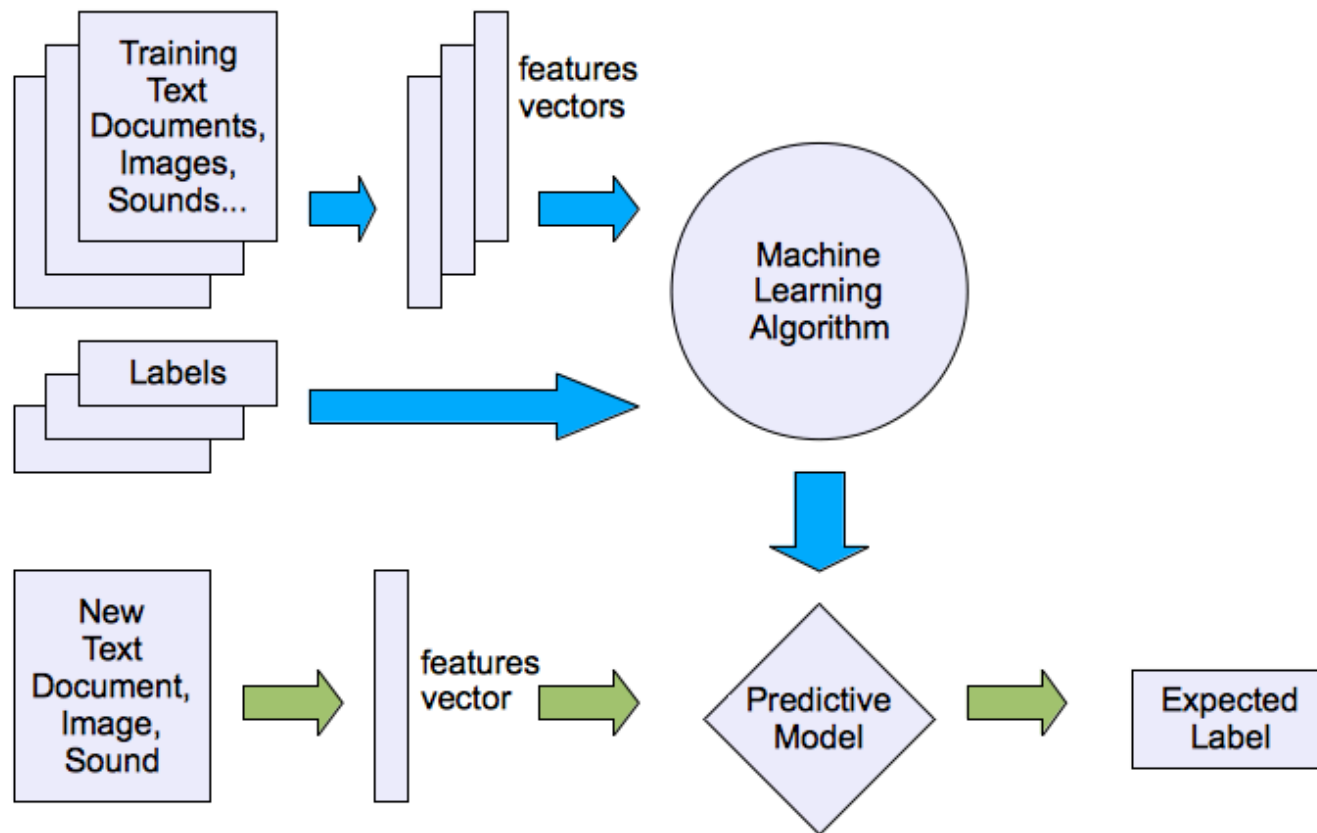 Training
Text
Documents,
Images,
Sounds...
features
vectors
Machine
Learning
Algorithm
Labels
New
Text
Document,
Image,
Sound
features
vector
Predictive
Model
Expected
Label